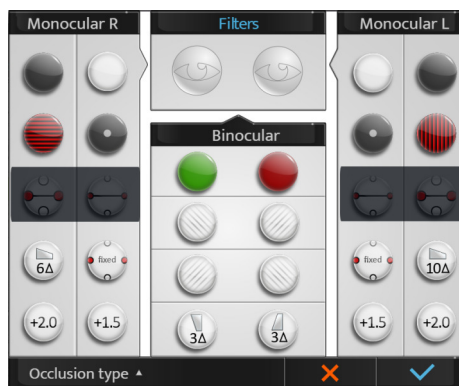 Monocular R
Filters
Monocular L
Binocular
6Δ
fixed
fixed
10Δ
+2.0
+1.5
3Δ
3Δ
+1.5
+2.0
Occlusion type ▲